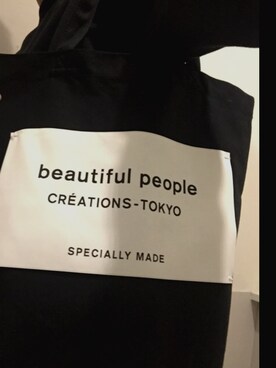 beautiful people
CRÉATIONS-TOKYO
SPECIALLY MADE